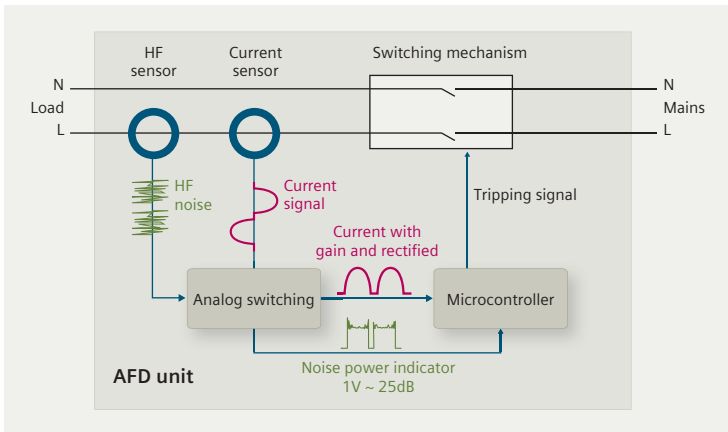 HF
sensor
Current
sensor
Switching mechanism
N
Load
L
N
Mains
L
HF
noise
Current
signal
Tripping signal
Current with
gain and rectified
Analog switching
Microcontroller
Noise power indicator
1V ~ 25dB
AFD unit